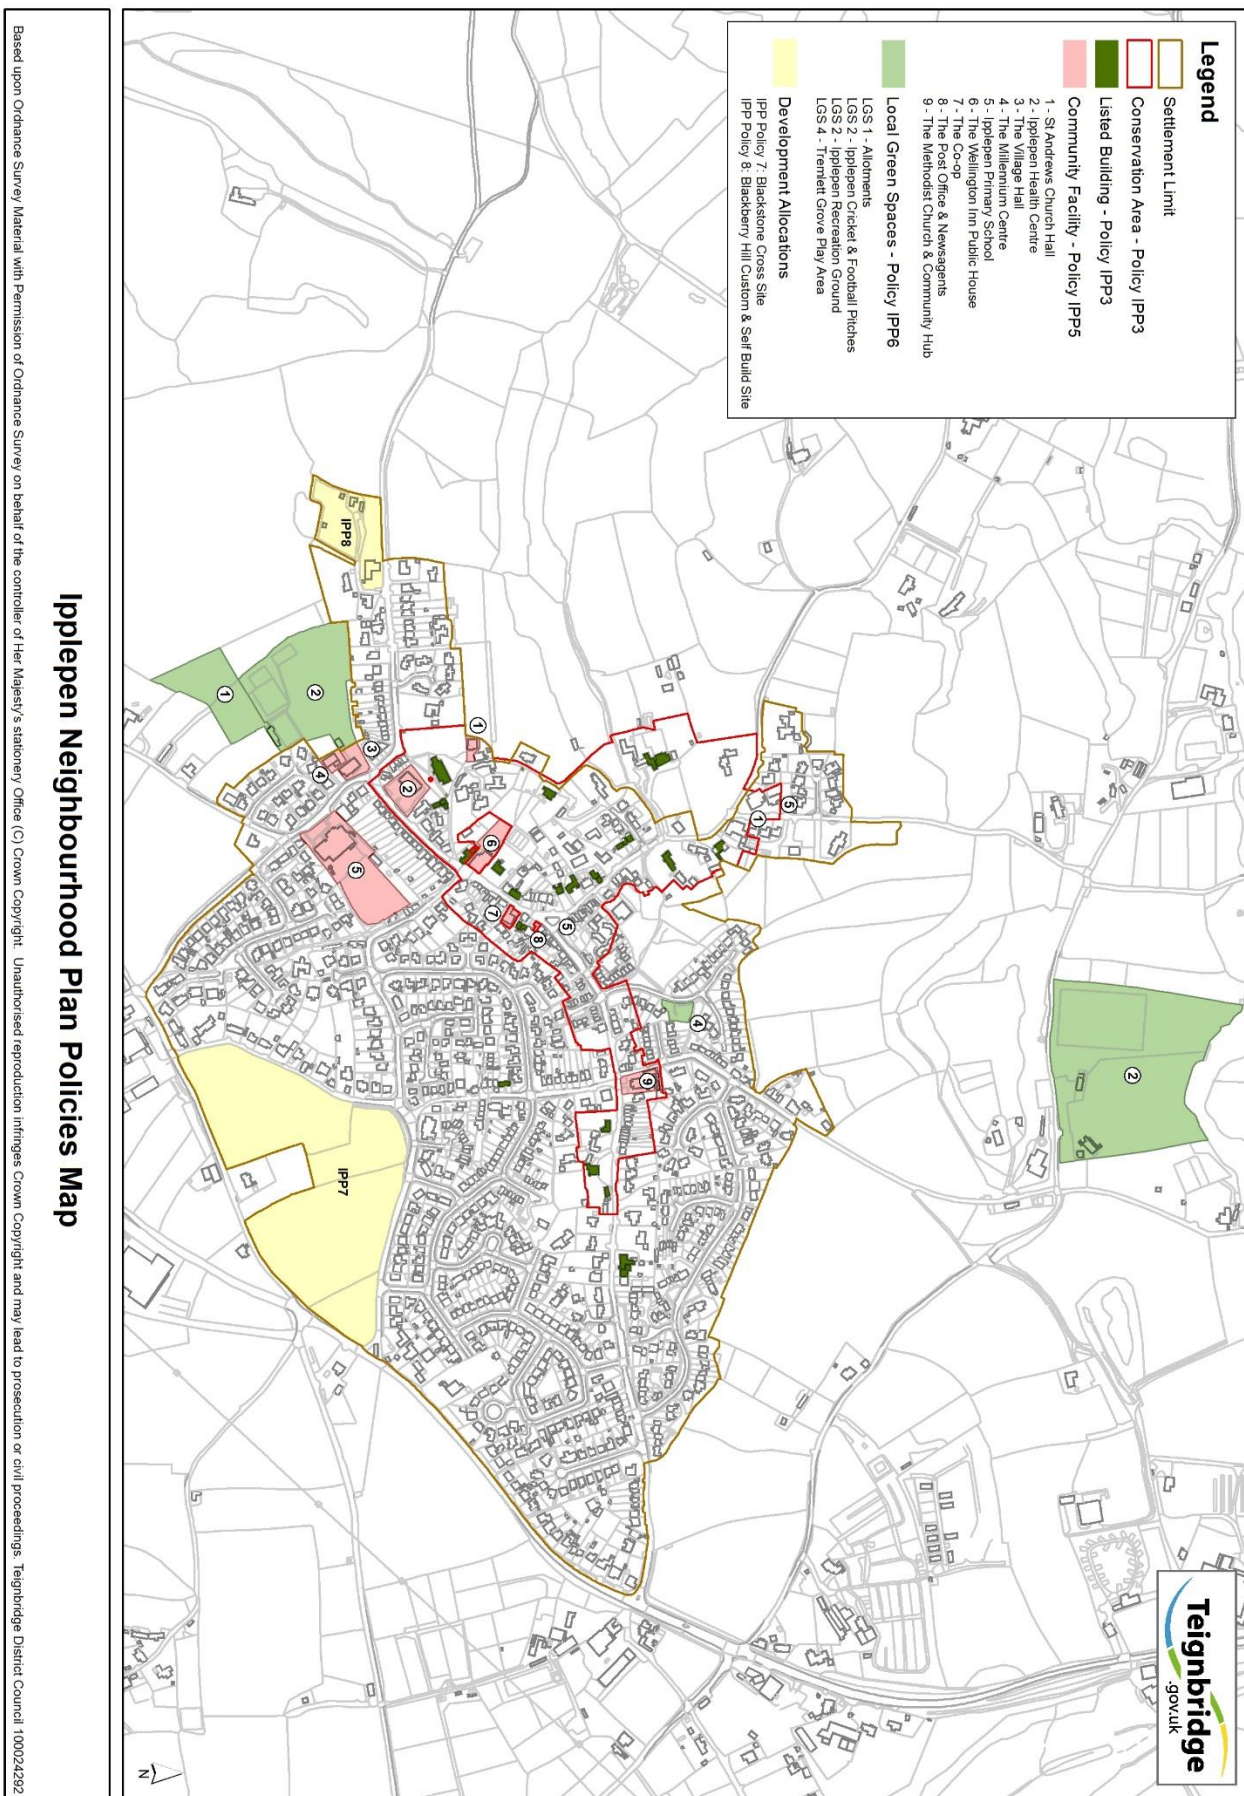 Legend
Settlement Limit
Conservation Area - Policy IPP3
Listed Building - Policy IPP3
Community Facility - Policy IPP5
1 - St Andrews Church Hall
2 - Ipplepen Health Centre
3 - The Village Hall
4 - The Millennium Centre
5 - Ipplepen Primary School
6 - The Wellington Inn Public House
7 - The Co-op
8 - The Post Office & Newsagents
9 - The Methodist Church & Community Hub
Local Green Spaces - Policy IPP6
LGS 1 - Allotments
LGS 2 - Ipplepen Cricket & Football Pitches
LGS 2 - Ipplepen Recreation Ground
LGS 4 - Tremlett Grove Play Area
Development Allocations
IPP Policy 7: Blackstone Cross Site
IPP Policy 8: Blackberry Hill Custom & Self Build Site
Teignbridge
.gov.uk
2
5
1
4
9
5
8
7
6
1
2
3
4
5
2
1
IPP8
IPP7
N
Ipplepen Neighbourhood Plan Policies Map
Based upon Ordnance Survey Material with Permission of Ordnance Survey on behalf of the controller of Her Majesty's stationery Office (C) Crown Copyright. Unauthorised reproduction infringes Crown Copyright and may lead to prosecution or civil proceedings. Teignbridge District Council 100024292